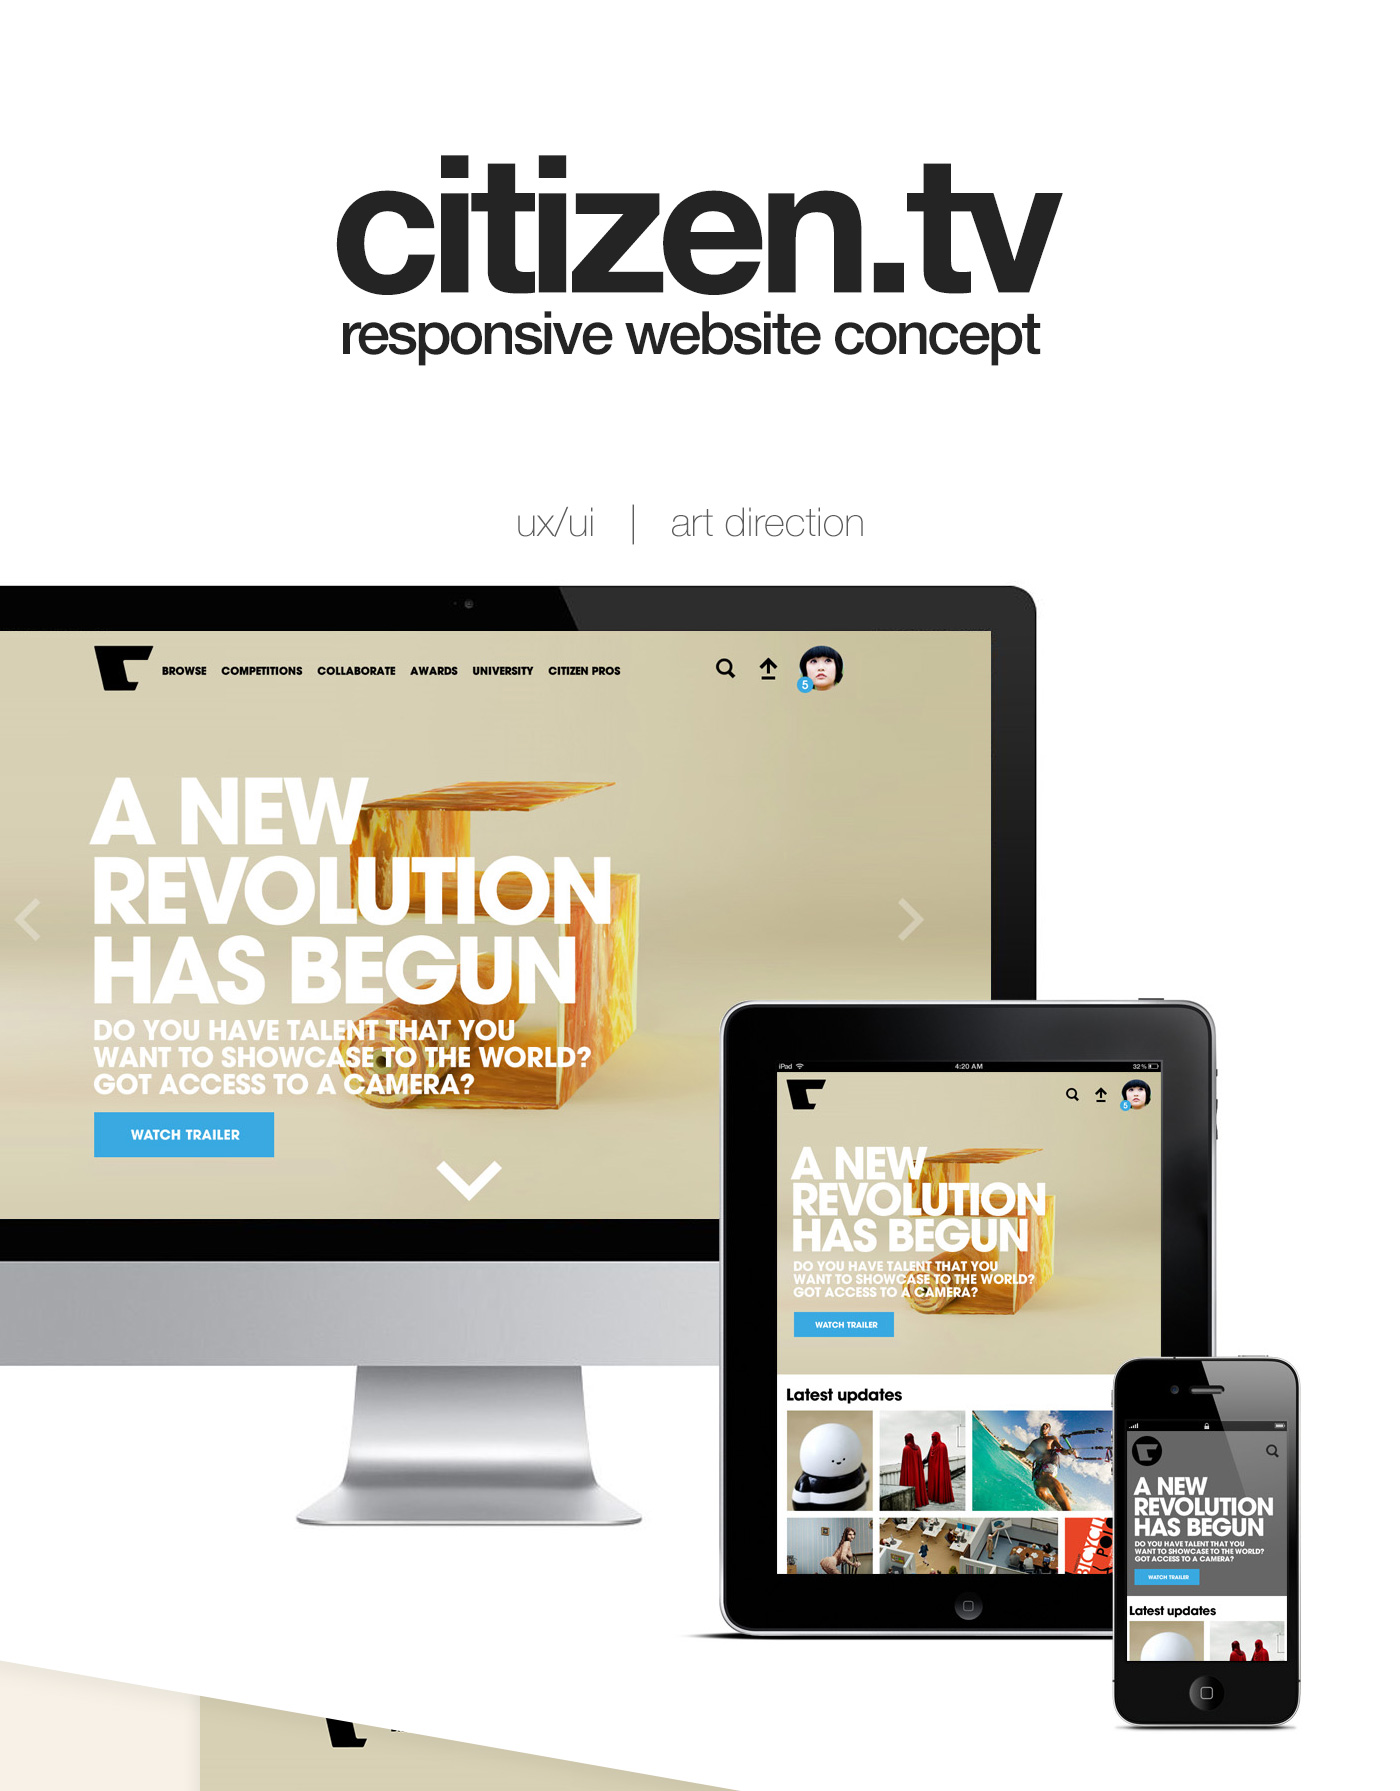 citizen.tv
responsive website concept
ux/ui | art direction
BROWSE COMPETITIONS COLLABORATE AWARDS UNIVERSITY CITIZEN PROS
5
A NEW
REVOLUTION
HAS BEGUN
DO YOU HAVE TALENT THAT YOU
WANT TO SHOWCASE TO THE WORLD?
GOT ACCESS TO A CAMERA?
WATCH TRAILER
iPad 4:20 AM 32%
5
A NEW
REVOLUTION
HAS BEGUN
DO YOU HAVE TALENT THAT YOU
WANT TO SHOWCASE TO THE WORLD?
GOT ACCESS TO A CAMERA?
WATCH TRAILER
Latest updates
A NEW
REVOLUTION
HAS BEGUN
DO YOU HAVE TALENT THAT YOU
WANT TO SHOWCASE TO THE WORLD?
GOT ACCESS TO A CAMERA?
WATCH TRAILER
Latest updates